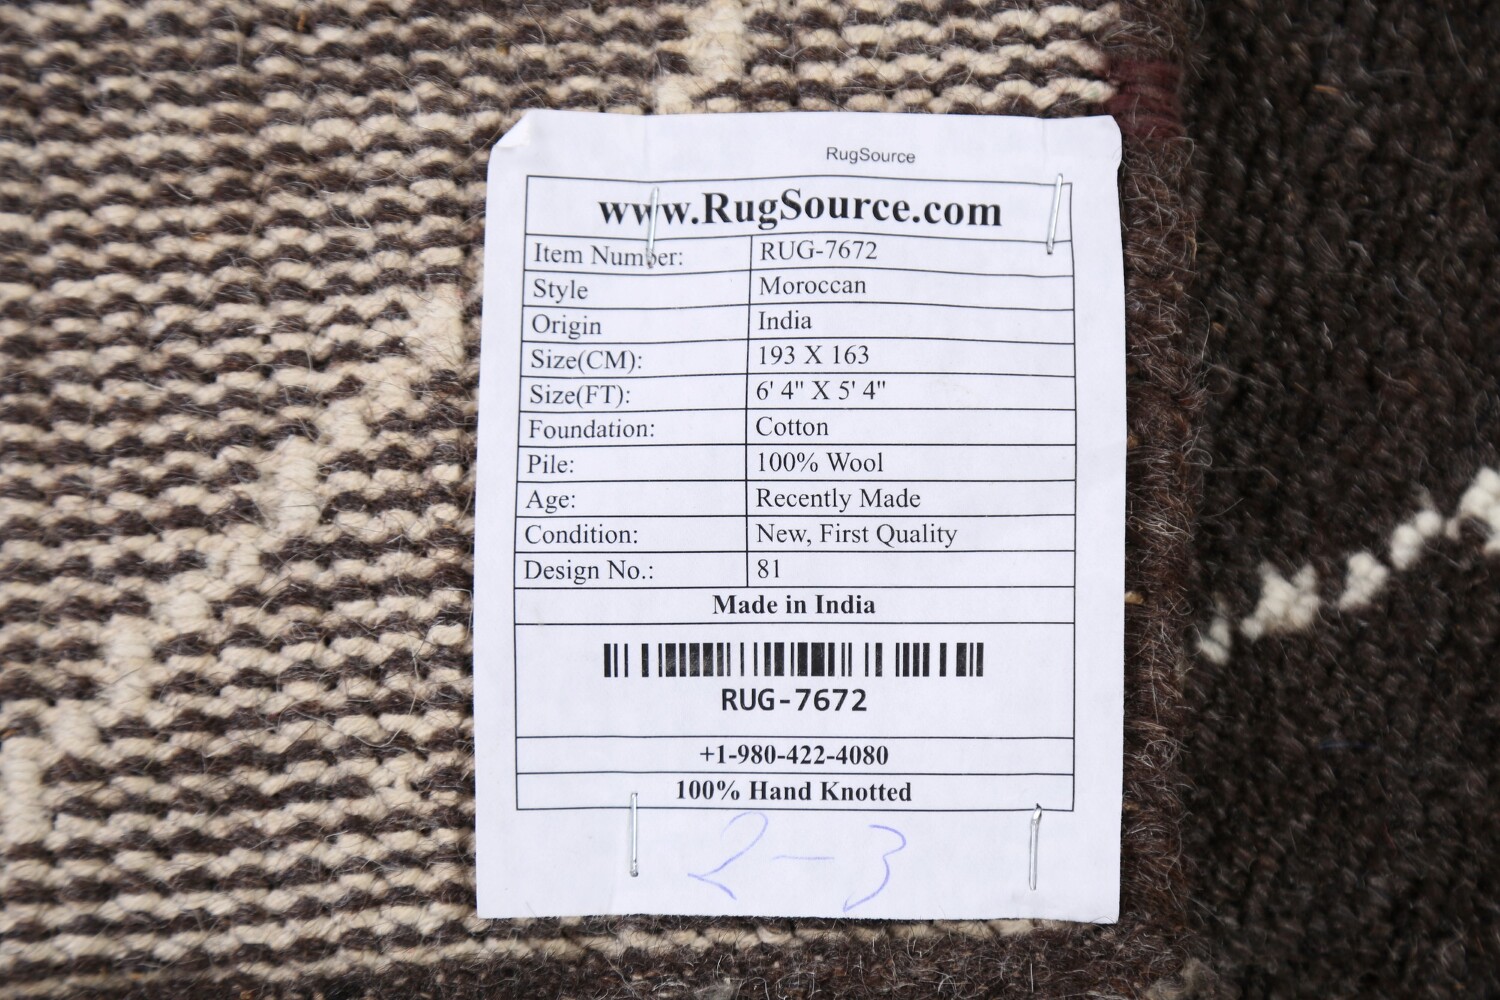 RugSource
www.RugSource.com
Item Number: RUG-7672
Style Moroccan
Origin India
Size(CM): 193 X 163
Size(FT): 6' 4" X 5' 4"
Foundation: Cotton
Pile: 100% Wool
Age: Recently Made
Condition: New, First Quality
Design No.: 81
Made in India
RUG-7672
+1-980-422-4080
100% Hand Knotted
2-3